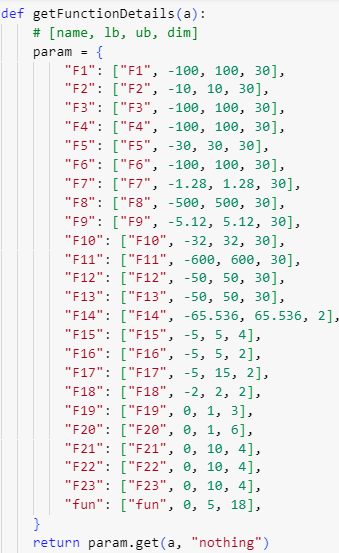 def getFunctionDetails(a):
    # [name, lb, ub, dim]
    param = {
        "F1": ["F1", -100, 100, 30],
        "F2": ["F2", -10, 10, 30],
        "F3": ["F3", -100, 100, 30],
        "F4": ["F4", -100, 100, 30],
        "F5": ["F5", -30, 30, 30],
        "F6": ["F6", -100, 100, 30],
        "F7": ["F7", -1.28, 1.28, 30],
        "F8": ["F8", -500, 500, 30],
        "F9": ["F9", -5.12, 5.12, 30],
        "F10": ["F10", -32, 32, 30],
        "F11": ["F11", -600, 600, 30],
        "F12": ["F12", -50, 50, 30],
        "F13": ["F13", -50, 50, 30],
        "F14": ["F14", -65.536, 65.536, 2],
        "F15": ["F15", -5, 5, 4],
        "F16": ["F16", -5, 5, 2],
        "F17": ["F17", -5, 15, 2],
        "F18": ["F18", -2, 2, 2],
        "F19": ["F19", 0, 1, 3],
        "F20": ["F20", 0, 1, 6],
        "F21": ["F21", 0, 10, 4],
        "F22": ["F22", 0, 10, 4],
        "F23": ["F23", 0, 10, 4],
        "fun": ["fun", 0, 5, 18],
    }
    return param.get(a, "nothing")